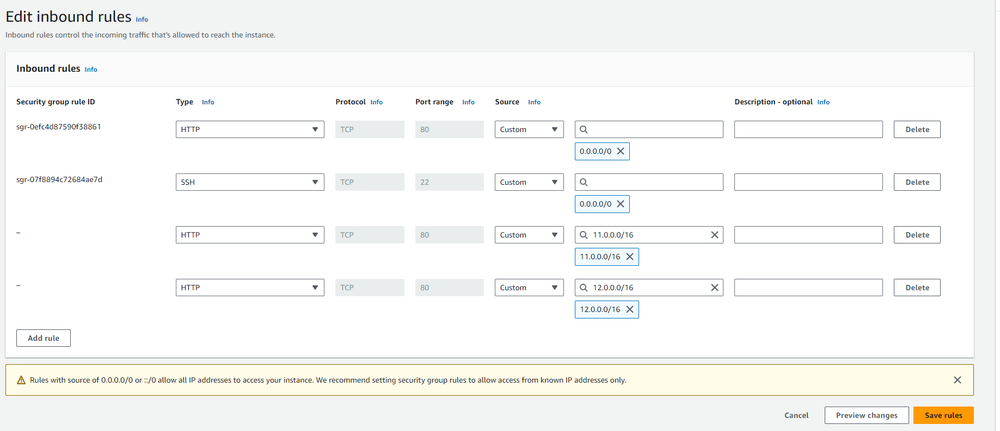 Edit inbound rules Info
Inbound rules control the incoming traffic that's allowed to reach the instance.
Inbound rules Info
Security group rule ID Type Info Protocol Info Port range Info Source Info Description - optional Info
sgr-0efc4d87590f38861 HTTP TCP 80 Custom Delete
0.0.0.0/0
sgr-07f8894c72684ae7d SSH TCP 22 Custom Delete
0.0.0.0/0
– HTTP TCP 80 Custom 11.0.0.0/16 Delete
11.0.0.0/16
– HTTP TCP 80 Custom 12.0.0.0/16 Delete
12.0.0.0/16
Add rule
Rules with source of 0.0.0.0/0 or ::/0 allow all IP addresses to access your instance. We recommend setting security group rules to allow access from known IP addresses only.
Cancel Preview changes Save rules